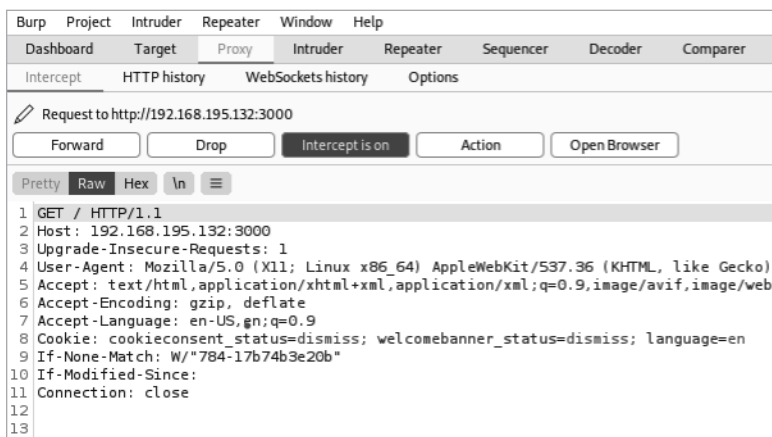 Burp Project Intruder Repeater Window Help
Dashboard Target Proxy Intruder Repeater Sequencer Decoder Comparer
Intercept HTTP history WebSockets history Options
Request to http://192.168.195.132:3000
Forward Drop Intercept is on Action Open Browser
Pretty Raw Hex \n ≡
1 GET / HTTP/1.1
2 Host: 192.168.195.132:3000
3 Upgrade-Insecure-Requests: 1
4 User-Agent: Mozilla/5.0 (X11; Linux x86_64) AppleWebKit/537.36 (KHTML, like Gecko)
5 Accept: text/html,application/xhtml+xml,application/xml;q=0.9,image/avif,image/web
6 Accept-Encoding: gzip, deflate
7 Accept-Language: en-US,en;q=0.9
8 Cookie: cookieconsent_status=dismiss; welcomebanner_status=dismiss; language=en
9 If-None-Match: W/"784-17b74b3e20b"
10 If-Modified-Since:
11 Connection: close
12
13